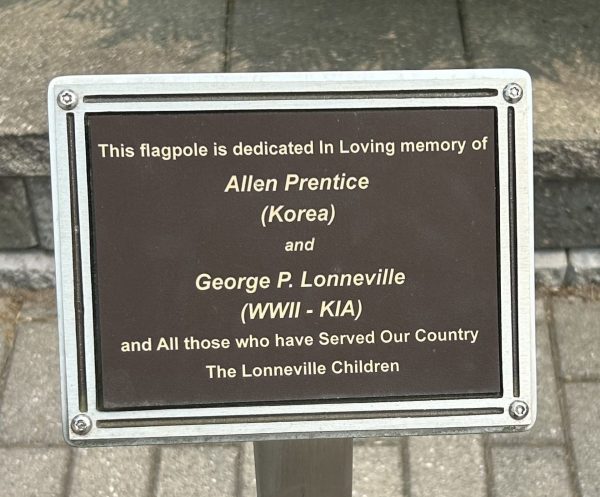 This flagpole is dedicated In Loving memory of
Allen Prentice
(Korea)
and
George P. Lonneville
(WWII - KIA)
and All those who have Served Our Country
The Lonneville Children